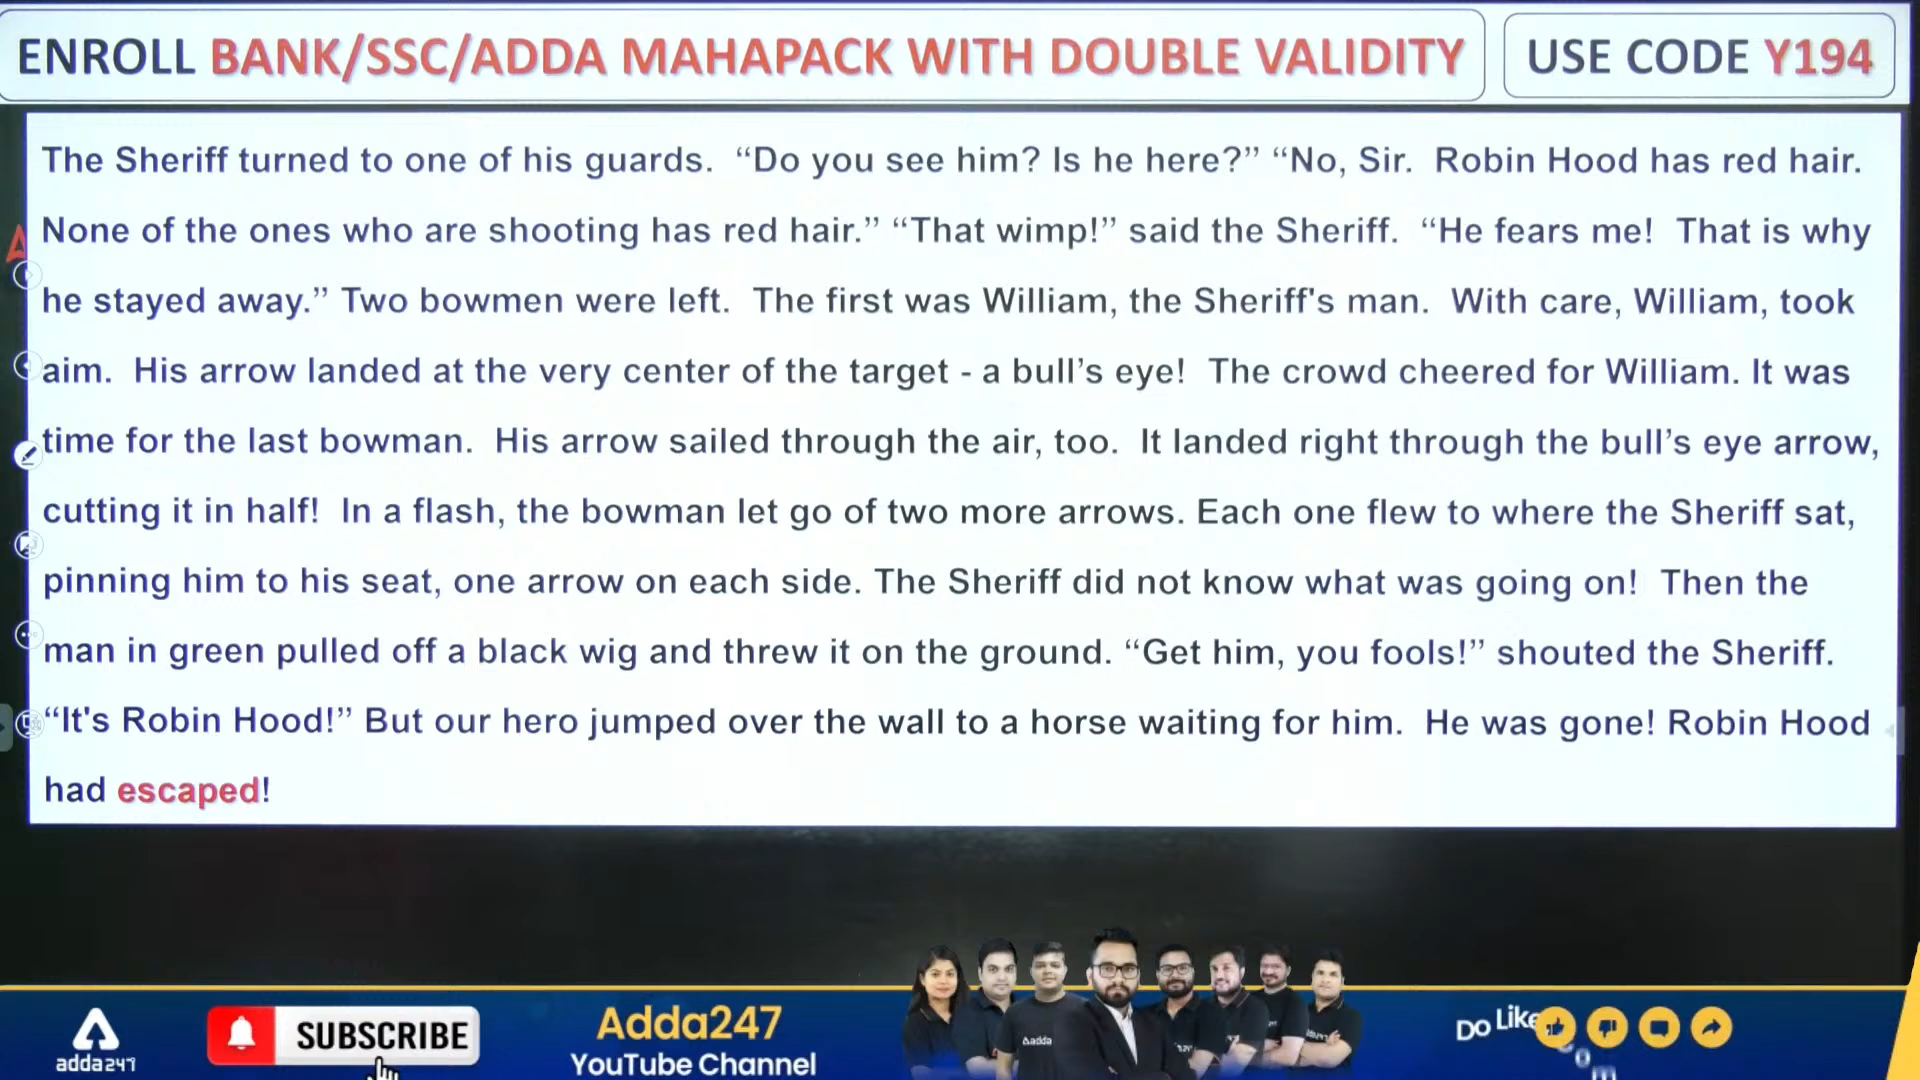 ENROLL BANK/SSC/ADDA MAHAPACK WITH DOUBLE VALIDITY
USE CODE Y194
The Sheriff turned to one of his guards. “Do you see him? Is he here?” “No, Sir. Robin Hood has red hair.
None of the ones who are shooting has red hair.” “That wimp!” said the Sheriff. “He fears me! That is why
he stayed away.” Two bowmen were left. The first was William, the Sheriff's man. With care, William, took
aim. His arrow landed at the very center of the target - a bull’s eye! The crowd cheered for William. It was
time for the last bowman. His arrow sailed through the air, too. It landed right through the bull’s eye arrow,
cutting it in half! In a flash, the bowman let go of two more arrows. Each one flew to where the Sheriff sat,
pinning him to his seat, one arrow on each side. The Sheriff did not know what was going on! Then the
man in green pulled off a black wig and threw it on the ground. “Get him, you fools!” shouted the Sheriff.
“It's Robin Hood!” But our hero jumped over the wall to a horse waiting for him. He was gone! Robin Hood
had escaped!
adda247
SUBSCRIBE
Adda247
YouTube Channel
adda
Do Like